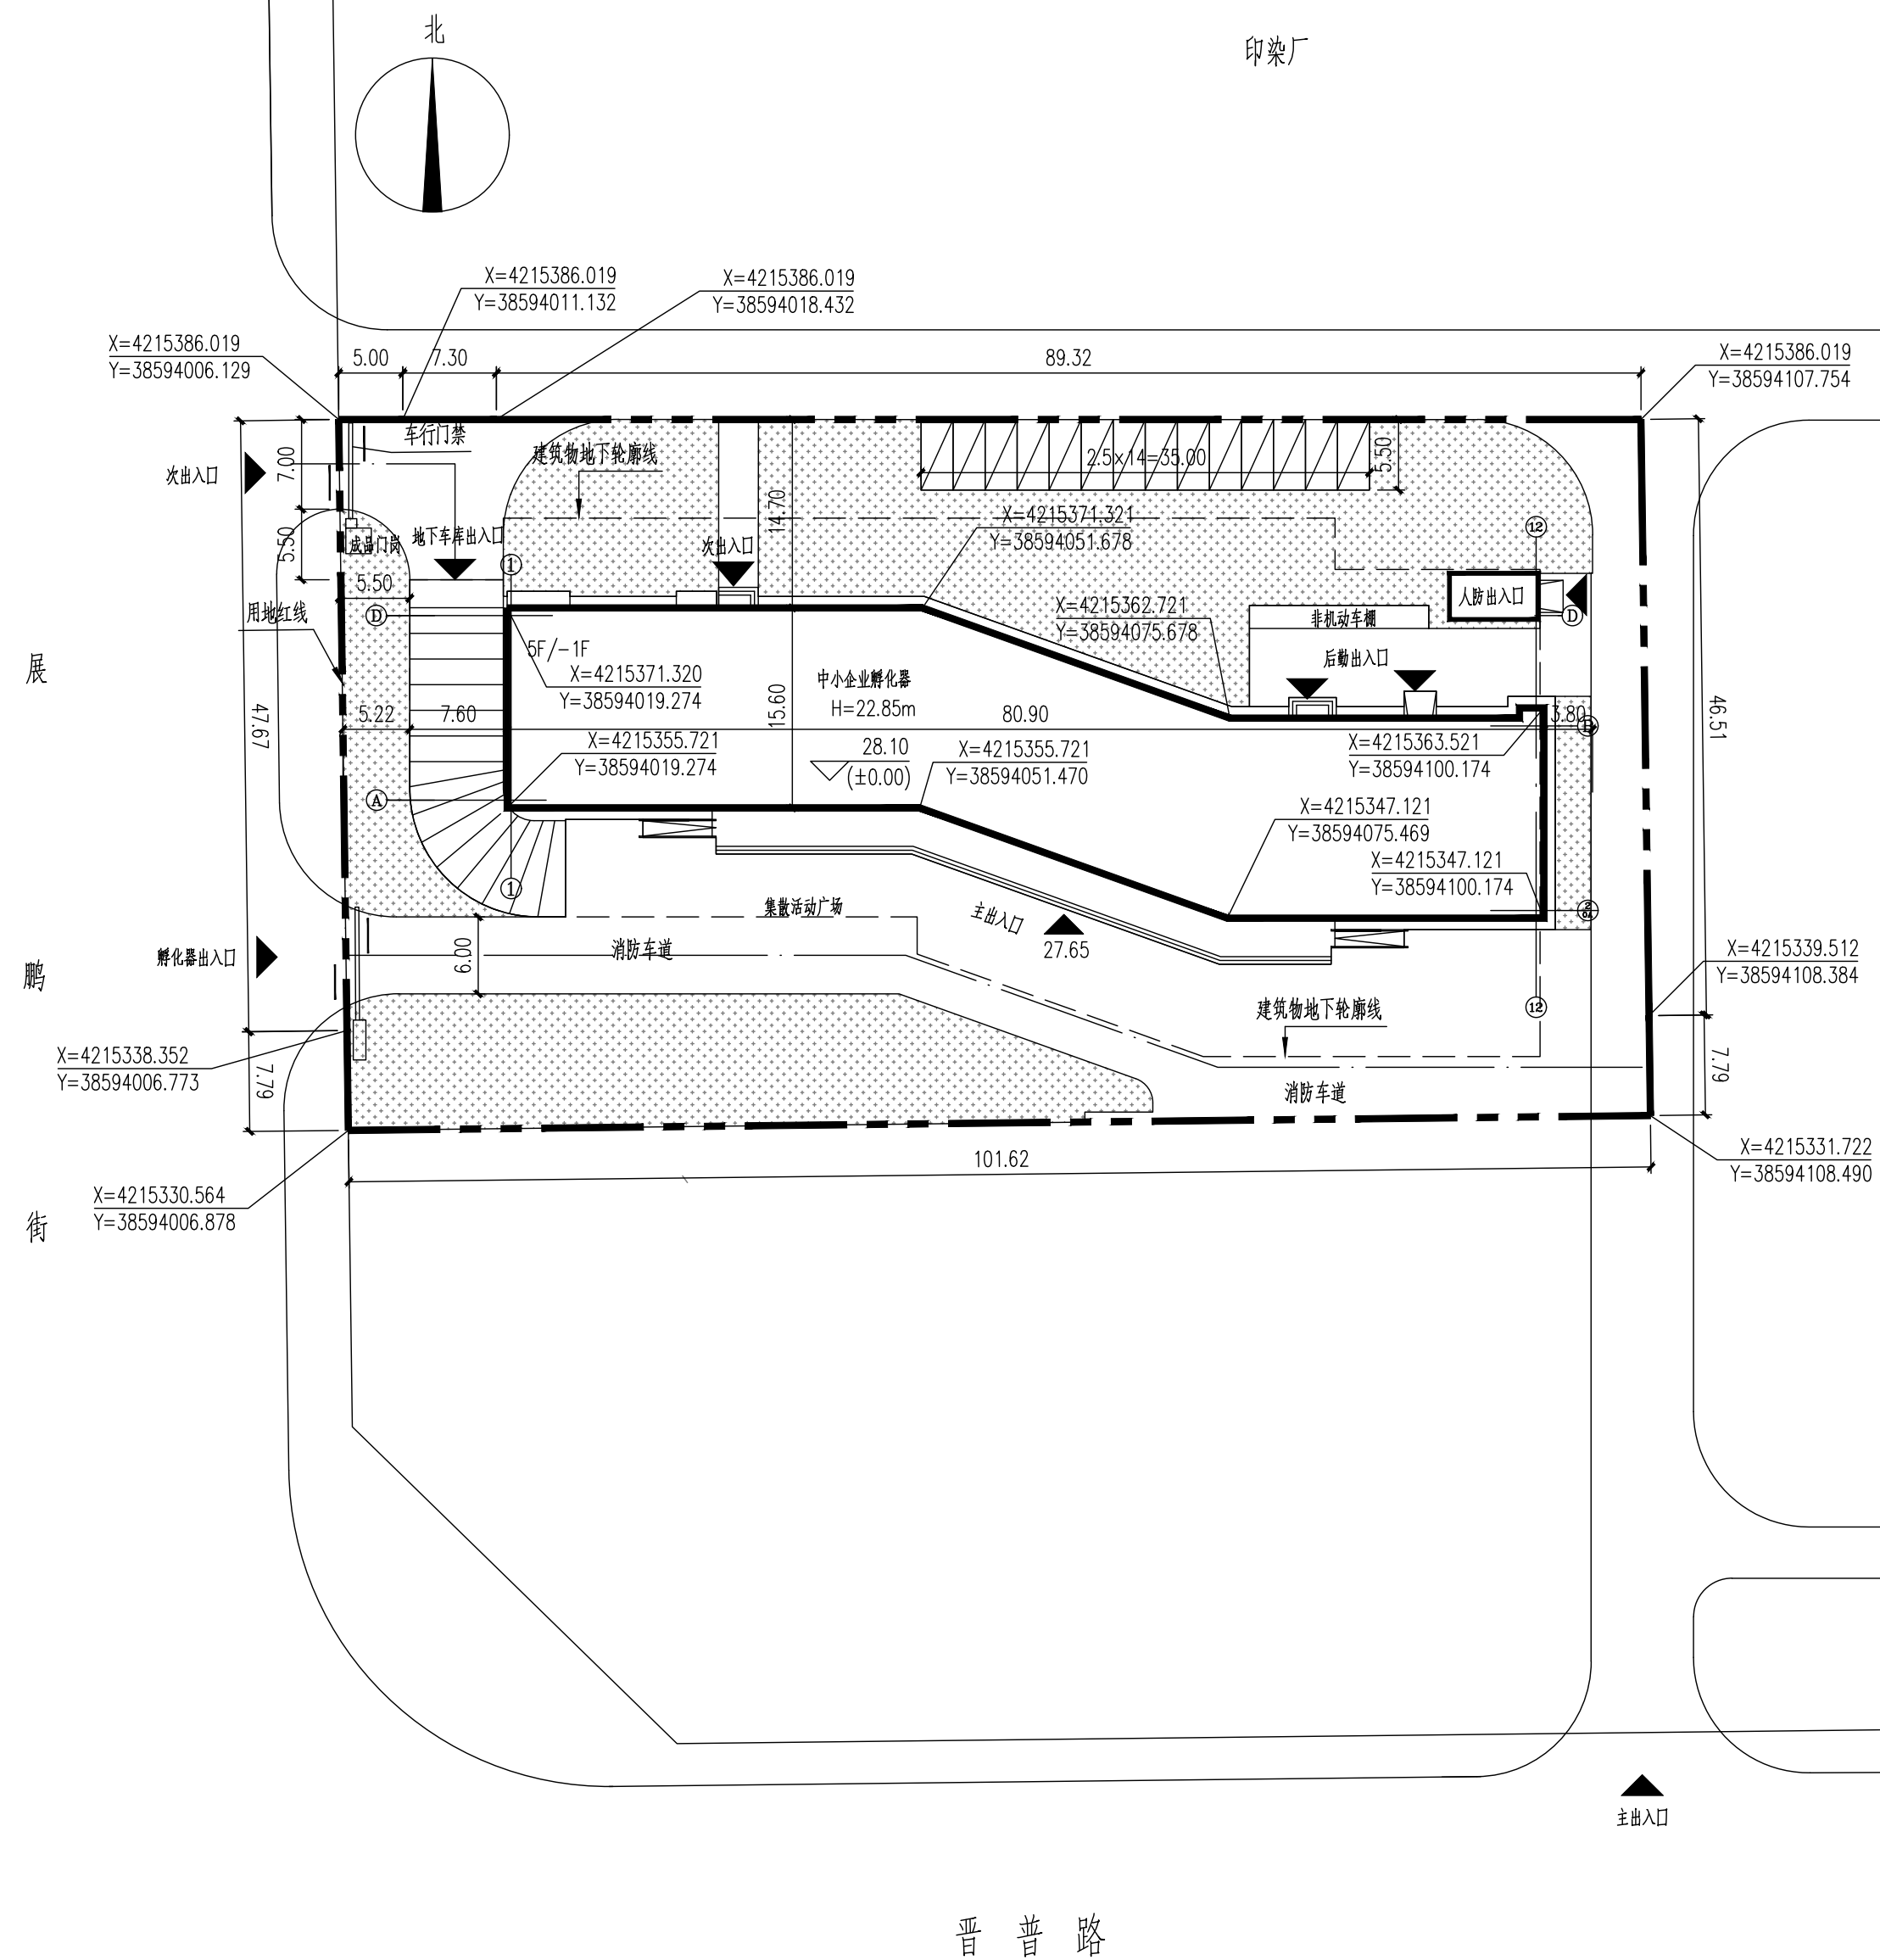 北
印染厂
X=4215386.019
Y=38594011.132
X=4215386.019
Y=38594018.432
X=4215386.019
Y=38594006.129
5.00
7.30
89.32
X=4215386.019
Y=38594107.754
车行门禁
次出入口
7.00
建筑物地下轮廓线
2.5×14=35.00
5.50
14.70
5.50
成品门岗
地下车库出入口
次出入口
X=4215371.321
Y=38594051.678
12
5.50
1
用地红线
D
人防出入口
D
X=4215362.721
Y=38594075.678
非机动车棚
5F/-1F
X=4215371.320
Y=38594019.274
中小企业孵化器
H=22.85m
后勤出入口
展
47.67
5.22
7.60
15.60
80.90
3.80
46.51
X=4215355.721
Y=38594019.274
28.10
(±0.00)
X=4215355.721
Y=38594051.470
X=4215363.521
Y=38594100.174
A
X=4215347.121
Y=38594075.469
X=4215347.121
Y=38594100.174
1
集散活动广场
主出入口
27.65
孵化器出入口
6.00
消防车道
鹏
X=4215339.512
Y=38594108.384
建筑物地下轮廓线
12
X=4215338.352
Y=38594006.773
7.79
消防车道
7.79
101.62
X=4215331.722
Y=38594108.490
X=4215330.564
Y=38594006.878
街
主出入口
晋普路